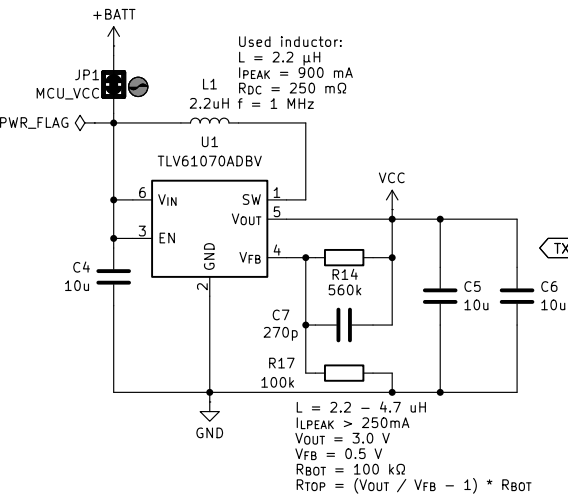 +BATT
Used inductor:
L = 2.2 µH
IPEAK = 900 mA
RDC = 250 mΩ
f = 1 MHz
JP1
MCU_VCC
L1
2.2uH
PWR_FLAG
U1
TLV61070ADBV
VCC
6 VIN
SW 1
VOUT 5
3 EN
VFB 4
GND
2
TX
C4
10u
R14
560k
C5
10u
C6
10u
C7
270p
R17
100k
GND
L = 2.2 - 4.7 uH
ILPEAK > 250mA
VOUT = 3.0 V
VFB = 0.5 V
RBOT = 100 kΩ
RTOP = (VOUT / VFB - 1) * RBOT